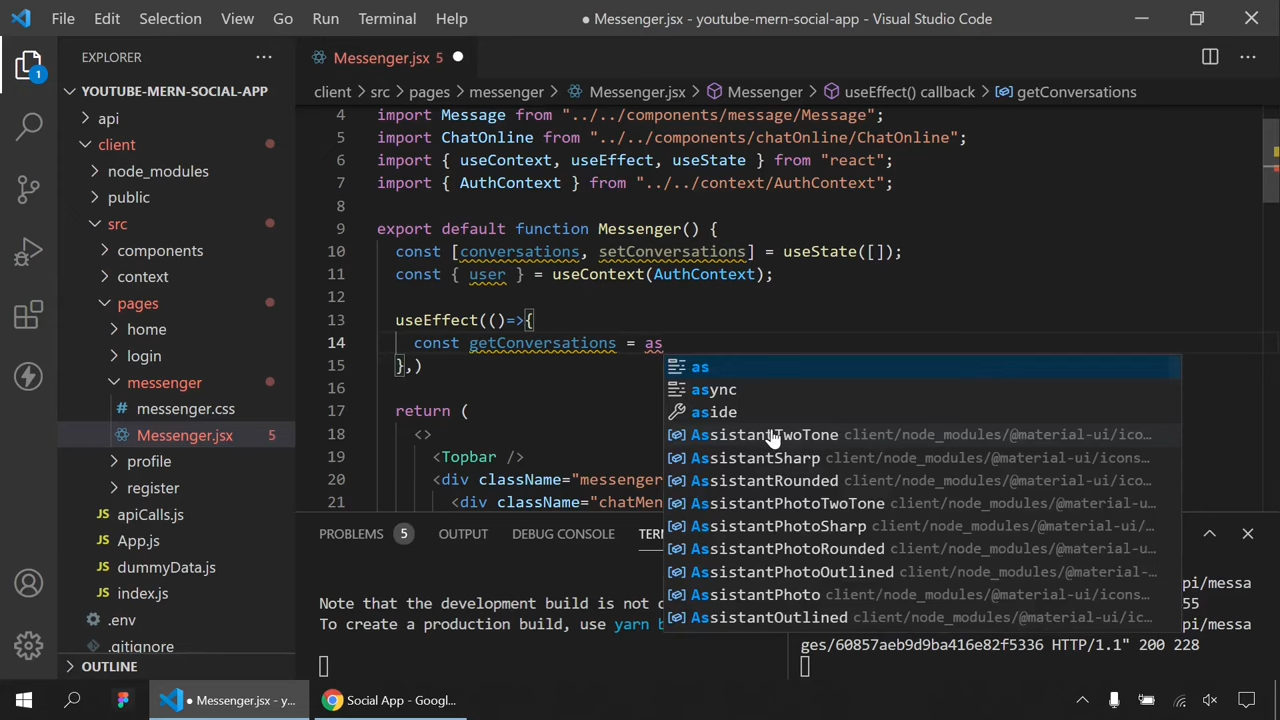 File Edit Selection View Go Run Terminal Help
● Messenger.jsx - youtube-mern-social-app - Visual Studio Code
EXPLORER
Messenger.jsx 5
1
YOUTUBE-MERN-SOCIAL-APP
client > src > pages > messenger > Messenger.jsx > Messenger > useEffect() callback > getConversations
api
client
node_modules
public
src
components
context
pages
home
login
messenger
messenger.css
Messenger.jsx 5
profile
register
apiCalls.js
App.js
dummyData.js
index.js
.env
.gitignore
OUTLINE
4 import Message from "../../components/message/Message";
5 import ChatOnline from "../../components/chatOnline/ChatOnline";
6 import { useContext, useEffect, useState } from "react";
7 import { AuthContext } from "../../context/AuthContext";
8
9 export default function Messenger() {
10 const [conversations, setConversations] = useState([]);
11 const { user } = useContext(AuthContext);
12
13 useEffect(()=>{
14 const getConversations = as
15 },)
16
17 return (
18 <>
19 <Topbar />
20 <div className="messenger
21 <div className="chatMen
as
async
aside
AssistantTwoTone client/node_modules/@material-ui/ico...
AssistantSharp client/node_modules/@material-ui/icons...
AssistantRounded client/node_modules/@material-ui/ico...
AssistantPhotoTwoTone client/node_modules/@material-u...
AssistantPhotoSharp client/node_modules/@material-ui/...
AssistantPhotoRounded client/node_modules/@material-u...
AssistantPhotoOutlined client/node_modules/@material-...
AssistantPhoto client/node_modules/@material-ui/icons...
AssistantOutlined client/node_modules/@material-ui/ic...
PROBLEMS 5 OUTPUT DEBUG CONSOLE TER
Note that the development build is not o
To create a production build, use yarn b
pi/messa
55
pi/messa
ges/60857aeb9d9ba416e82f5336 HTTP/1.1" 200 228
Messenger.jsx - y...
Social App - Googl...